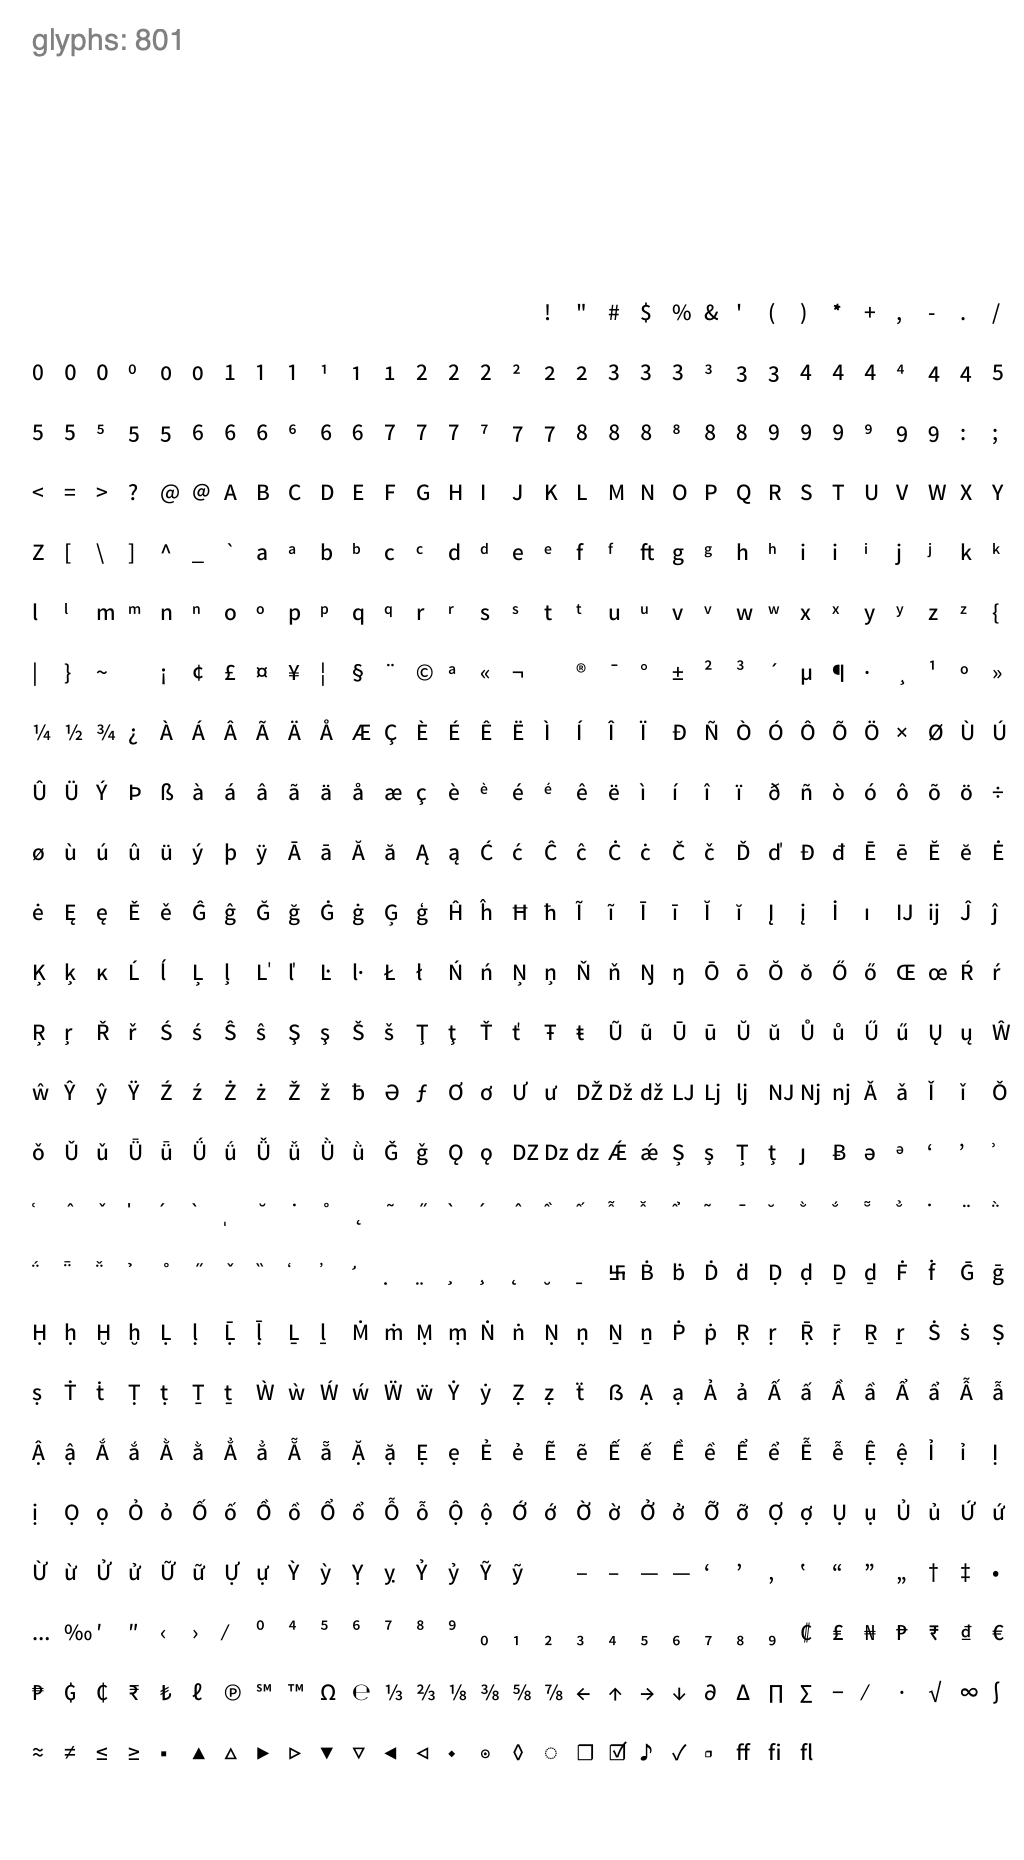 glyphs: 801
! " # $ % & ' ( ) * + , - . /
0 0 0 ⁰ 0 0 1 1 1 ¹ 1 1 2 2 2 ² 2 2 3 3 3 ³ 3 3 4 4 4 ⁴ 4 4 5
5 5 ⁵ 5 5 6 6 6 ⁶ 6 6 7 7 7 ⁷ 7 7 8 8 8 ⁸ 8 8 9 9 9 ⁹ 9 9 : ;
< = > ? @ @ A B C D E F G H I J K L M N O P Q R S T U V W X Y
Z [ \ ] ^ _ ` a ᵃ b ᵇ c ᶜ d ᵈ e ᵉ f ᶠ ft g ᵍ h ʰ i i ⁱ j ʲ k ᵏ
l ˡ m ᵐ n ⁿ o ᵒ p ᵖ q 𐞥 r ʳ s ˢ t ᵗ u ᵘ v ᵛ w ʷ x ˣ y ʸ z ᶻ {
| } ~ ¡ ¢ £ ¤ ¥ ¦ § ¨ © ª « ¬ ® ¯ ° ± ² ³ ´ µ ¶ · ¸ ¹ º »
¼ ½ ¾ ¿ À Á Â Ã Ä Å Æ Ç È É Ê Ë Ì Í Î Ï Ð Ñ Ò Ó Ô Õ Ö × Ø Ù Ú
Û Ü Ý Þ ß à á â ã ä å æ ç è ᵉ̀ é ᵉ́ ê ë ì í î ï ð ñ ò ó ô õ ö ÷
ø ù ú û ü ý þ ÿ Ā ā Ă ă Ą ą Ć ć Ĉ ĉ Ċ ċ Č č Ď ď Đ đ Ē ē Ĕ ĕ Ė
ė Ę ę Ě ě Ĝ ĝ Ğ ğ Ġ ġ Ģ ģ Ĥ ĥ Ħ ħ Ĩ ĩ Ī ī Ĭ ĭ Į į İ ı Ĳ ĳ Ĵ ĵ
Ķ ķ ĸ Ĺ ĺ Ļ ļ Ľ ľ Ŀ ŀ Ł ł Ń ń Ņ ņ Ň ň Ŋ ŋ Ō ō Ŏ ŏ Ő ő Œ œ Ŕ ŕ
Ŗ ŗ Ř ř Ś ś Ŝ ŝ Ş ş Š š Ţ ţ Ť ť Ŧ ŧ Ũ ũ Ū ū Ŭ ŭ Ů ů Ű ű Ų ų Ŵ
ŵ Ŷ ŷ Ÿ Ź ź Ż ż Ž ž ƀ Ə ƒ Ơ ơ Ư ư Ǆ ǅ ǆ Ǉ ǈ ǉ Ǌ ǋ ǌ Ǎ ǎ Ǐ ǐ Ǒ
ǒ Ǔ ǔ Ǖ ǖ Ǘ ǘ Ǚ ǚ Ǜ ǜ Ǧ ǧ Ǫ ǫ Ǳ ǲ ǳ Ǽ ǽ Ș ș Ț ț ȷ Ƀ ə ᵊ ʻ ʼ ʾ
ʿ ˆ ˇ ˈ ˊ ˋ ˌ ˘ ˙ ˚ ˛ ˜ ˝ ̀ ́ ̂
卐 Ḃ ḃ Ḋ ḋ Ḍ ḍ Ḏ ḏ Ḟ ḟ Ḡ ḡ
Ḥ ḥ Ḫ ḫ Ḷ ḷ Ḹ ḹ Ḻ ḻ Ṁ ṁ Ṃ ṃ Ṅ ṅ Ṇ ṇ Ṉ ṉ Ṗ ṗ Ṛ ṛ Ṝ ṝ Ṟ ṟ Ṡ ṡ Ṣ
ṣ Ṫ ṫ Ṭ ṭ Ṯ ṯ Ẁ ẁ Ẃ ẃ Ẅ ẅ Ẏ ẏ Ẓ ẓ ẗ ẞ Ạ ạ Ả ả Ấ ấ Ầ ầ Ẩ ẩ Ẫ ẫ
Ậ ậ Ắ ắ Ằ ằ Ẳ ẳ Ẵ ẵ Ặ ặ Ẹ ẹ Ẻ ẻ Ẽ ẽ Ế ế Ề ề Ể ể Ễ ễ Ệ ệ Ỉ ỉ Ị
ị Ọ ọ Ỏ ỏ Ố ố Ồ ồ Ổ ổ Ỗ ỗ Ộ ộ Ớ ớ Ờ ờ Ở ở Ỡ ỡ Ợ ợ Ụ ụ Ủ ủ Ứ ứ
Ừ ừ Ử ử Ữ ữ Ự ự Ỳ ỳ Ỵ ỵ Ỷ ỷ Ỹ ỹ ‒ – — ― ‘ ’ ‚ ‛ “ ” „ † ‡ •
… ‰ ′ ″ ‹ › ⁄ ⁰ ⁴ ⁵ ⁶ ⁷ ⁸ ⁹ ₀ ₁ ₂ ₃ ₄ ₅ ₆ ₇ ₈ ₉ ₡ ₤ ₦ ₱ ₹ ₫ €
₱ ₲ ₵ ₹ ₺ ℓ ℗ ℠ ™ Ω ℮ ⅓ ⅔ ⅛ ⅜ ⅝ ⅞ ← ↑ → ↓ ∂ ∆ ∏ ∑ − ∕ ∙ √ ∞ ∫
≈ ≠ ≤ ≥ ▪ ▲ △ ▶ ▷ ▼ ▽ ◀ ◁ ⬥ ⊙ ◊ ◌ ❒ ☑ ♪ ✓ ff fi fl